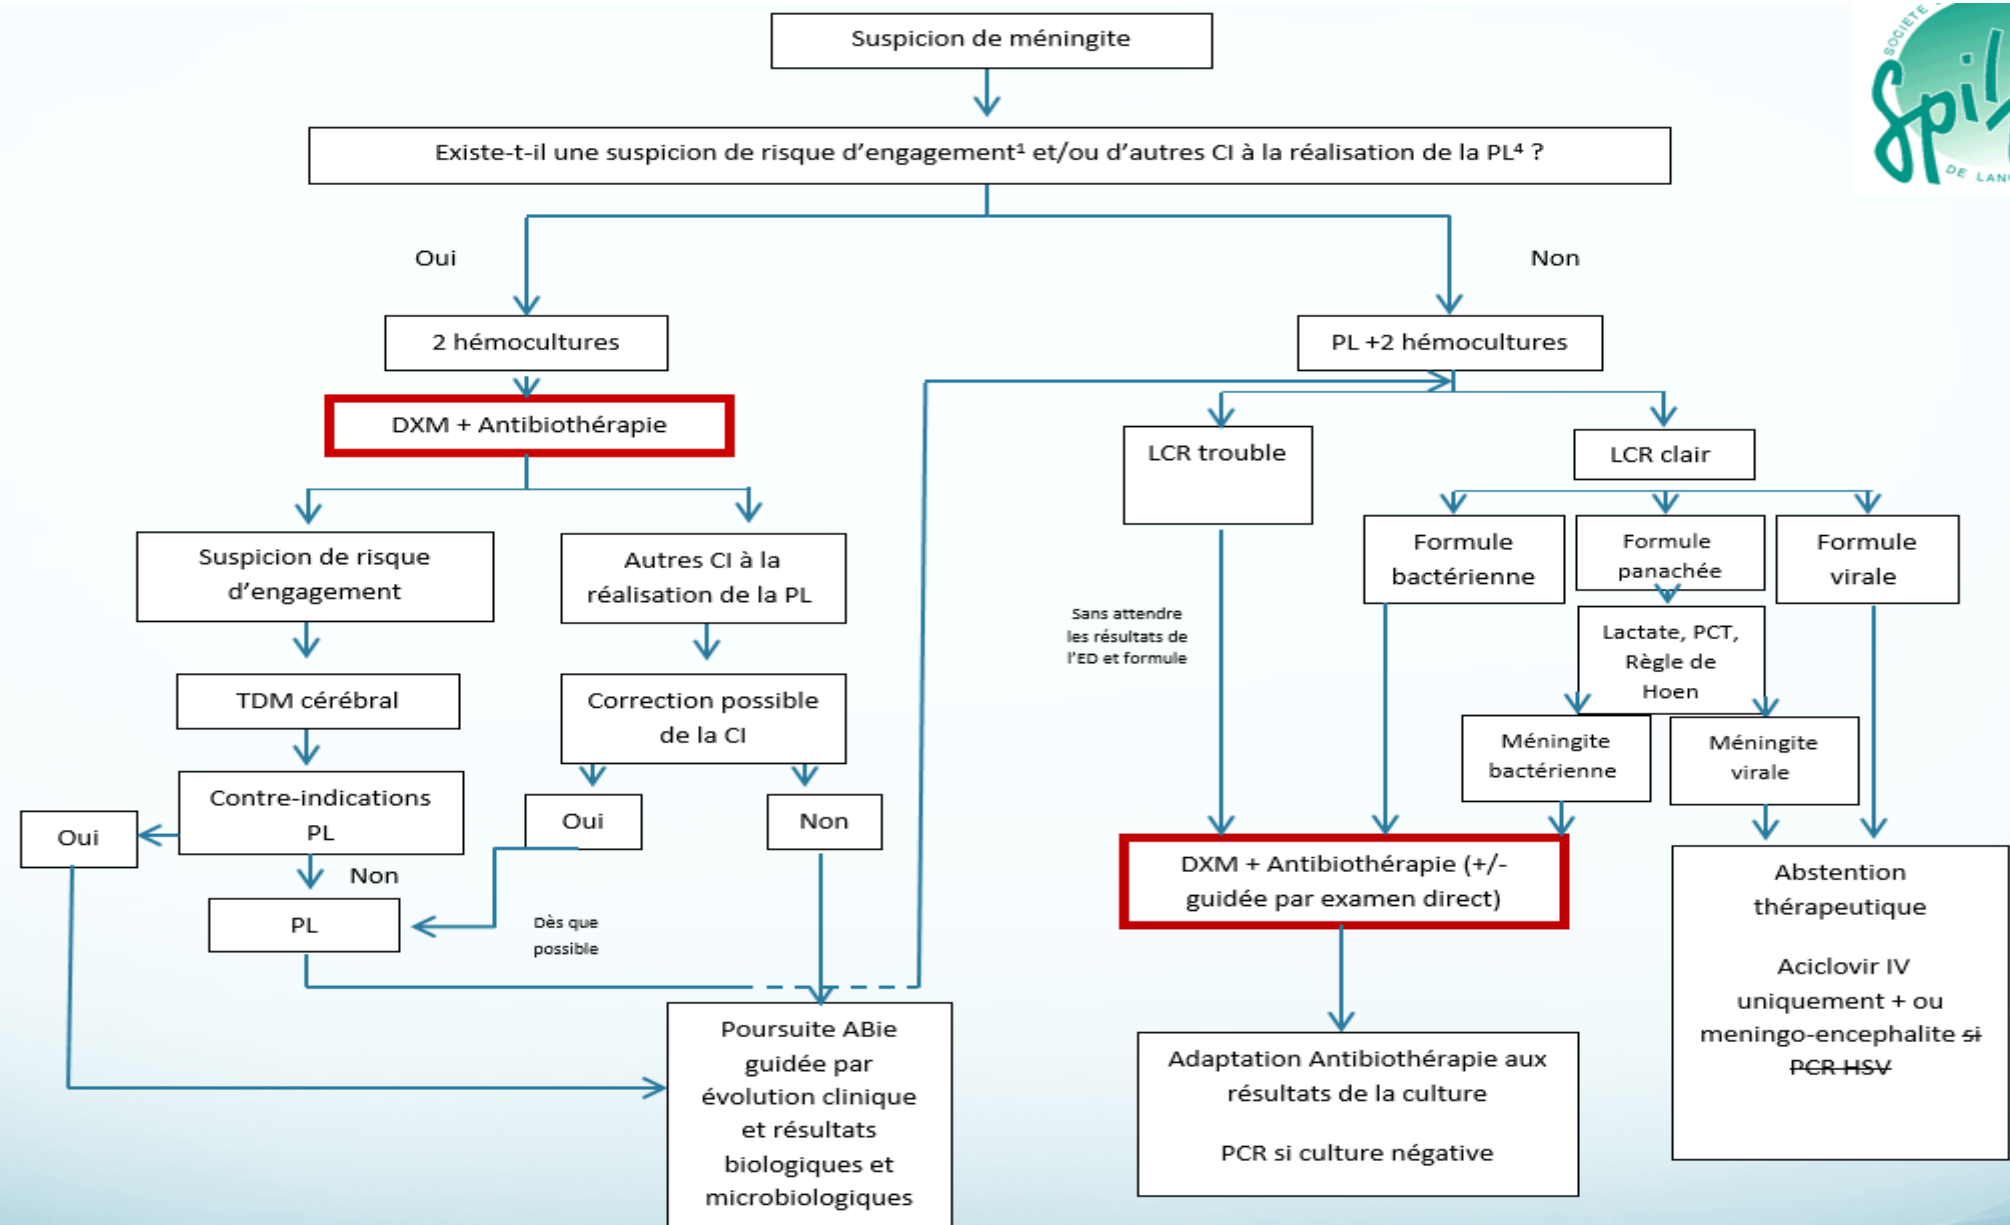 Suspicion de méningite
SOCIETE
Spil
DE LANG
Existe-t-il une suspicion de risque d'engagement¹ et/ou d'autres CI à la réalisation de la PL⁴ ?
Oui
Non
2 hémocultures
PL +2 hémocultures
DXM + Antibiothérapie
LCR trouble
LCR clair
Suspicion de risque
d'engagement
Autres CI à la
réalisation de la PL
Formule
bactérienne
Formule
panachée
Formule
virale
Sans attendre
les résultats de
l'ED et formule
Lactate, PCT,
Règle de
Hoen
TDM cérébral
Correction possible
de la CI
Méningite
bactérienne
Méningite
virale
Contre-indications
PL
Oui
Oui
Non
Non
PL
Dès que
possible
DXM + Antibiothérapie (+/-
guidée par examen direct)
Abstention
thérapeutique
Aciclovir IV
uniquement + ou
meningo-encephalite si
PCR HSV
Poursuite ABie
guidée par
évolution clinique
et résultats
biologiques et
microbiologiques
Adaptation Antibiothérapie aux
résultats de la culture
PCR si culture négative